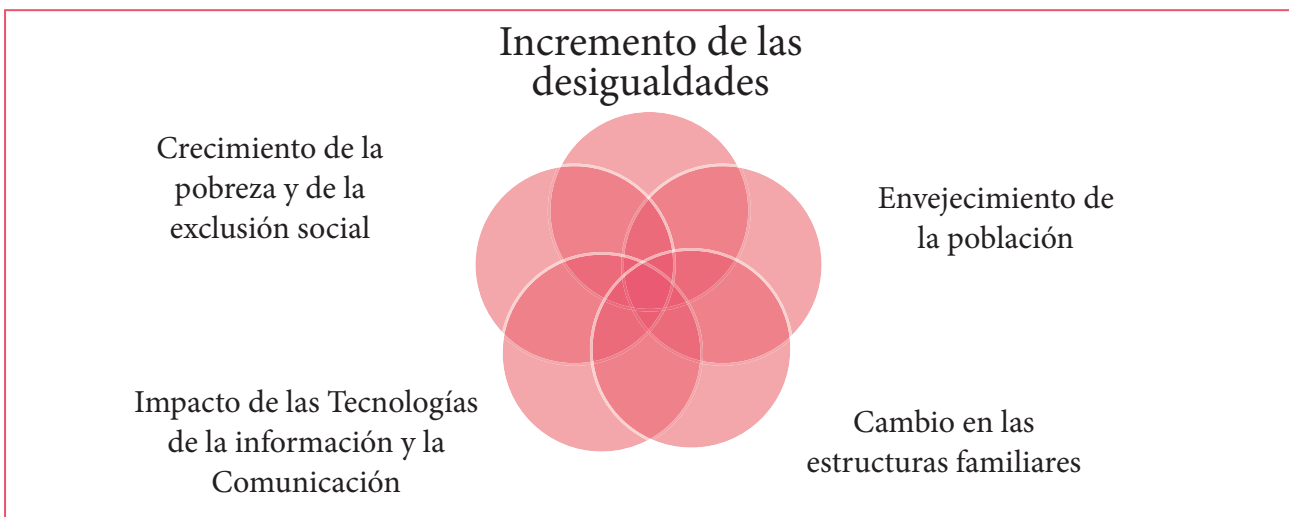 Incremento de las
desigualdades
Crecimiento de la
pobreza y de la
exclusión social
Envejecimiento de
la población
Impacto de las Tecnologías
de la información y la
Comunicación
Cambio en las
estructuras familiares